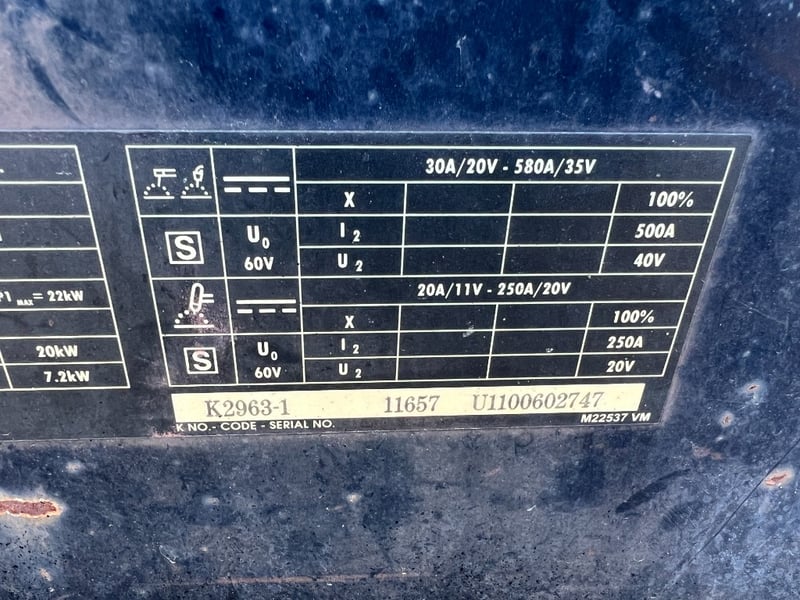 30A/20V - 580A/35V
X 100%
S U0 60V I2 500A
U2 40V
20A/11V - 250A/20V
X 100%
S U0 60V I2 250A
U2 20V
MAX = 22kW
20kW
7.2kW
K2963-1 11657 U1100602747
K NO.- CODE - SERIAL NO. M22537 VM